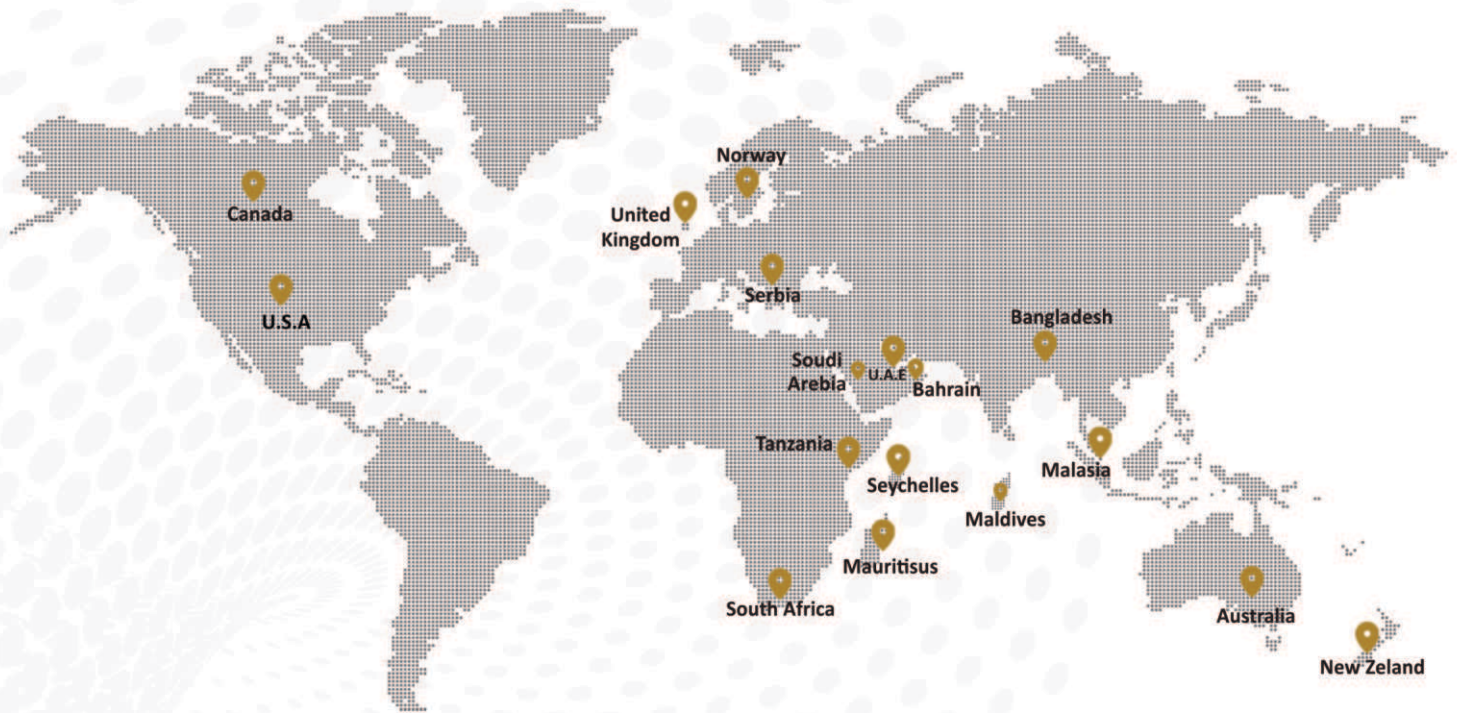 Norway
Canada
United
Kingdom
Serbia
U.S.A
Bangladesh
Soudi
Arebia
U.A.E
Bahrain
Tanzania
Malasia
Seychelles
Maldives
Mauritisus
South Africa
Australia
New Zeland